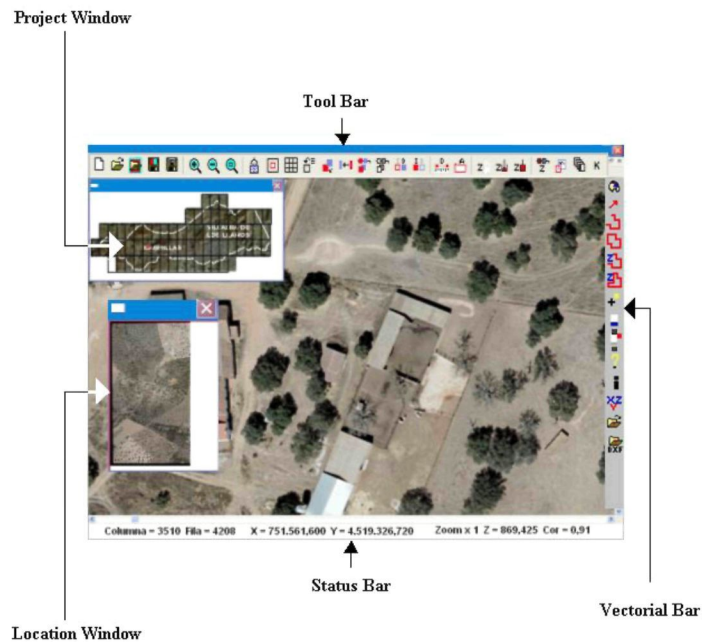 Project Window
Tool Bar
Z
K
Columna = 3510 Fila = 4208 X = 751.561,600 Y = 4.519.326,720 Zoom x 1 Z = 869,425 Cor = 0,91
DXF
Status Bar
Vectorial Bar
Location Window